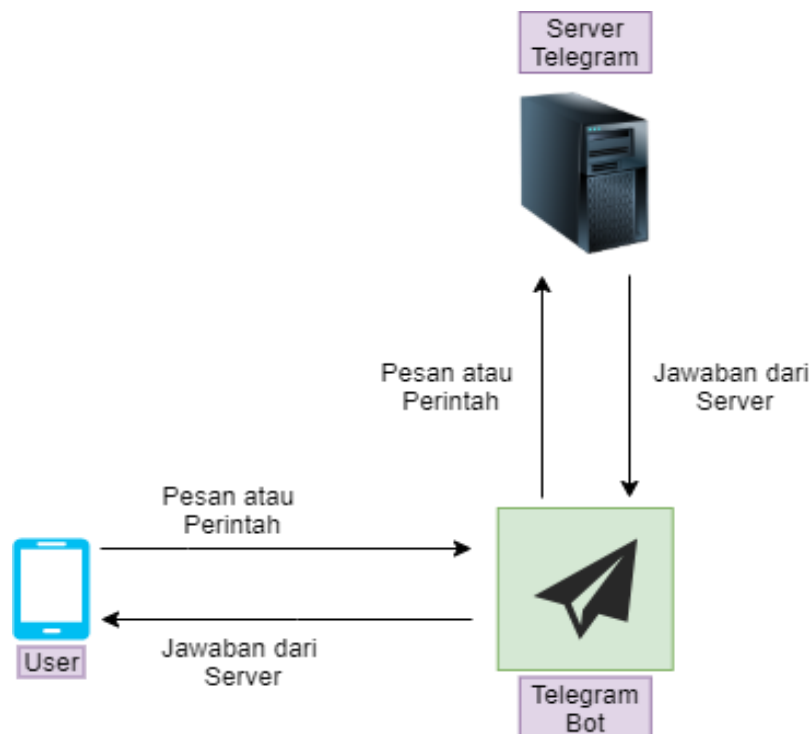 Server
Telegram
Pesan atau
Perintah
Jawaban dari
Server
Pesan atau
Perintah
Jawaban dari
Server
User
Telegram
Bot